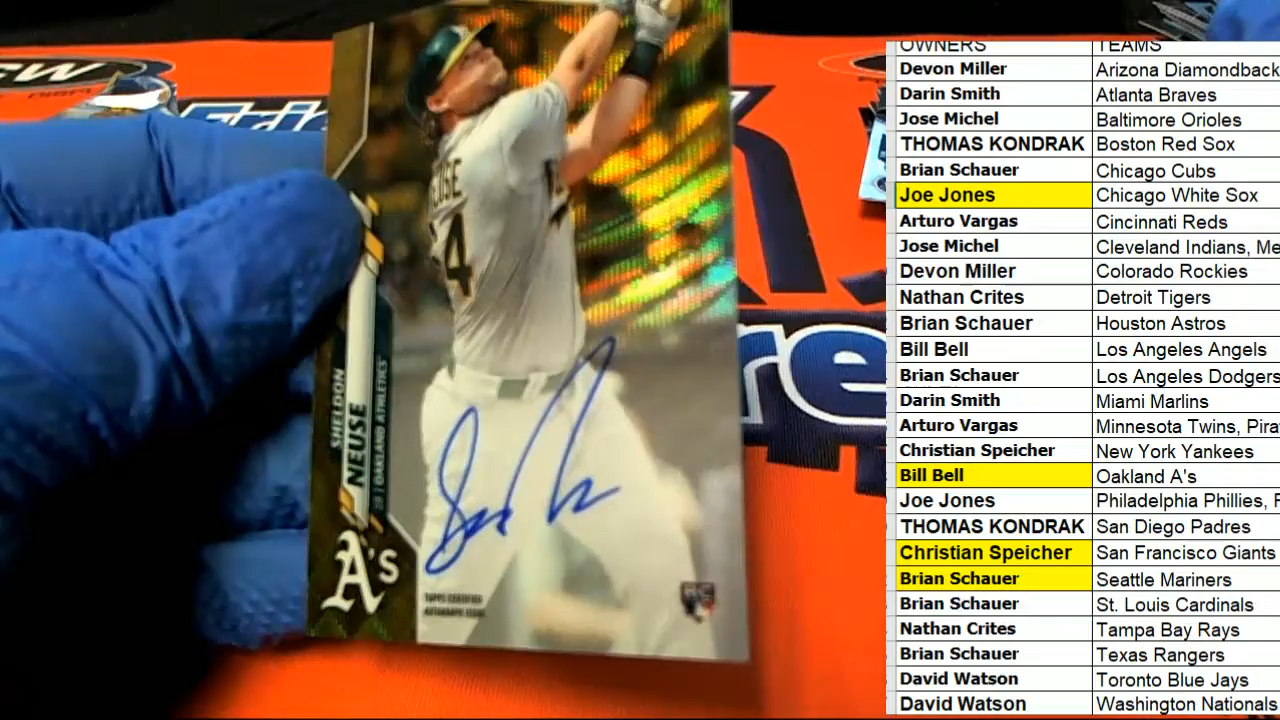 OWNERS TEAMS
Devon Miller Arizona Diamondback
Darin Smith Atlanta Braves
Jose Michel Baltimore Orioles
THOMAS KONDRAK Boston Red Sox
Brian Schauer Chicago Cubs
Joe Jones Chicago White Sox
Arturo Vargas Cincinnati Reds
Jose Michel Cleveland Indians, Me
Devon Miller Colorado Rockies
Nathan Crites Detroit Tigers
Brian Schauer Houston Astros
Bill Bell Los Angeles Angels
Brian Schauer Los Angeles Dodgers
Darin Smith Miami Marlins
Arturo Vargas Minnesota Twins, Pira
Christian Speicher New York Yankees
Bill Bell Oakland A's
Joe Jones Philadelphia Phillies, P
THOMAS KONDRAK San Diego Padres
Christian Speicher San Francisco Giants
Brian Schauer Seattle Mariners
Brian Schauer St. Louis Cardinals
Nathan Crites Tampa Bay Rays
Brian Schauer Texas Rangers
David Watson Toronto Blue Jays
David Watson Washington Nationals
SHELDON
NEUSE
OAKLAND ATHLETICS
A's
TOPPS CERTIFIED
AUTOGRAPH ISSUE
RC
re